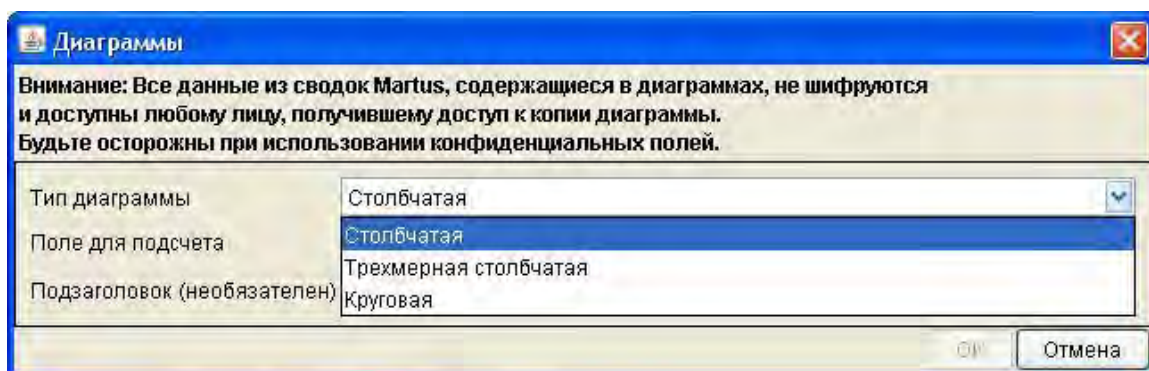 Диаграммы
Внимание: Все данные из сводок Martus, содержащиеся в диаграммах, не шифруются
и доступны любому лицу, получившему доступ к копии диаграммы.
Будьте осторожны при использовании конфиденциальных полей.
Тип диаграммы
Столбчатая
Поле для подсчета
Столбчатая
Трехмерная столбчатая
Подзаголовок (необязателен)
Круговая
OK
Отмена